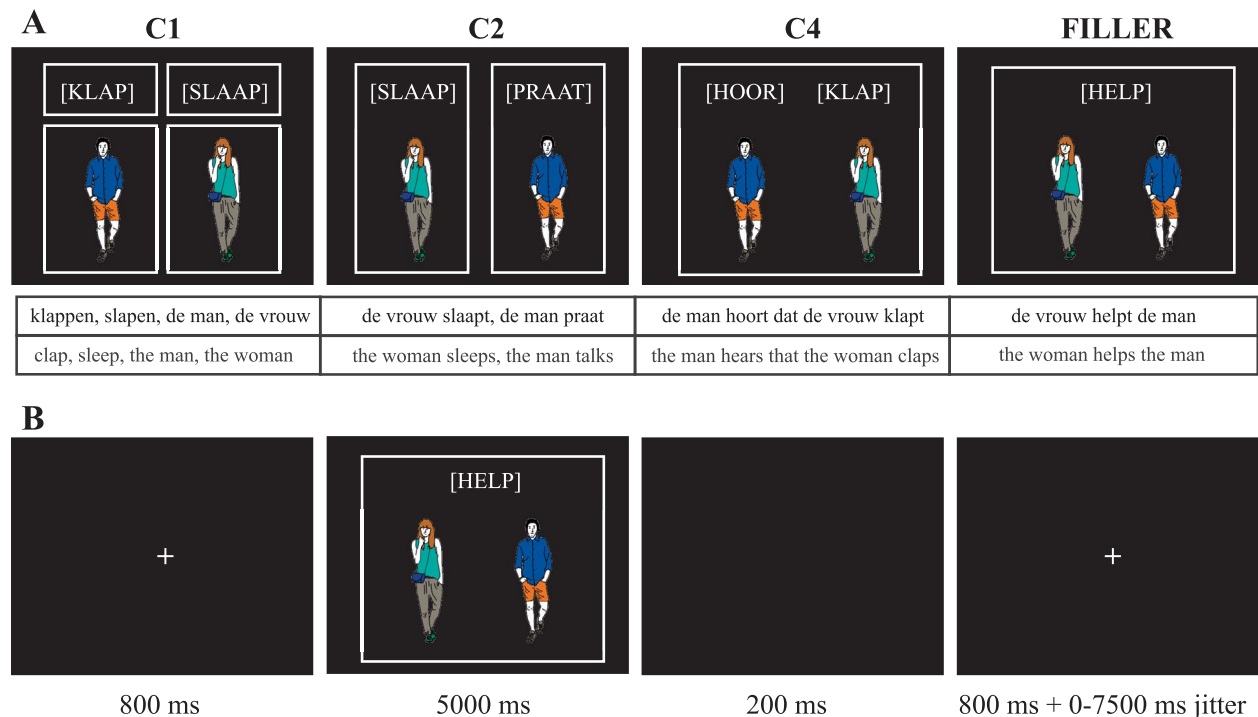 A
C1 C2 C4 FILLER
[KLAP] [SLAAP] [SLAAP] [PRAAT] [HOOR] [KLAP] [HELP]
klappen, slapen, de man, de vrouw de vrouw slaapt, de man praat de man hoort dat de vrouw klapt de vrouw helpt de man
clap, sleep, the man, the woman the woman sleeps, the man talks the man hears that the woman claps the woman helps the man
B
[HELP]
+ +
800 ms 5000 ms 200 ms 800 ms + 0-7500 ms jitter